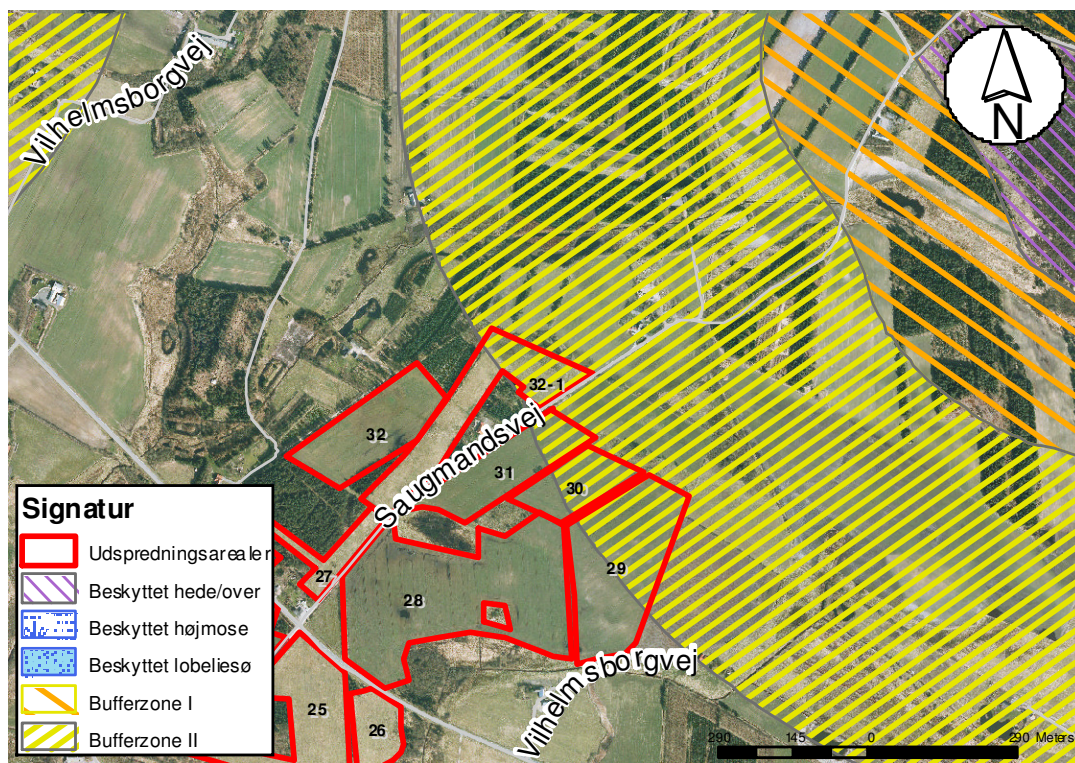 Vilhelmsborgvej
N
32-1
32
Saugmandsvej
31
30
29
27
28
25
26
Vilhelmsborgvej
Signatur
Udspredningsarealer
Beskyttet hede/over
Beskyttet højmose
Beskyttet lobeliesø
Bufferzone I
Bufferzone II
290 145 0 290 Meters